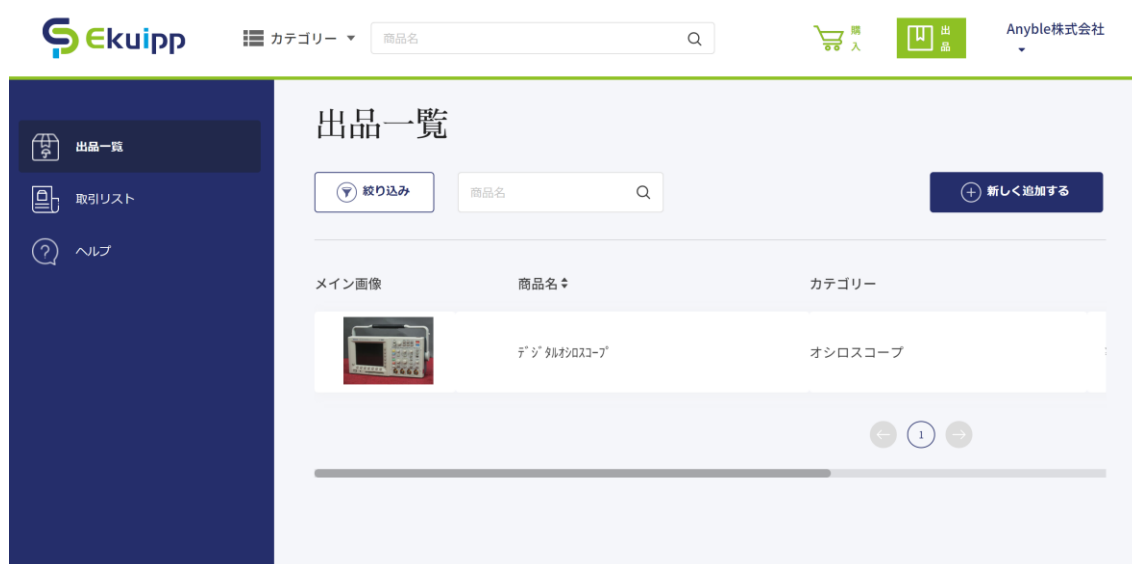 Ekuipp
カテゴリー
商品名
購入
出品
Anyble株式会社
出品一覧
取引リスト
ヘルプ
出品一覧
絞り込み
商品名
新しく追加する
メイン画像
商品名
カテゴリー
ﾃﾞｼﾞﾀﾙｵｼﾛｽｺｰﾌﾟ
オシロスコープ
1